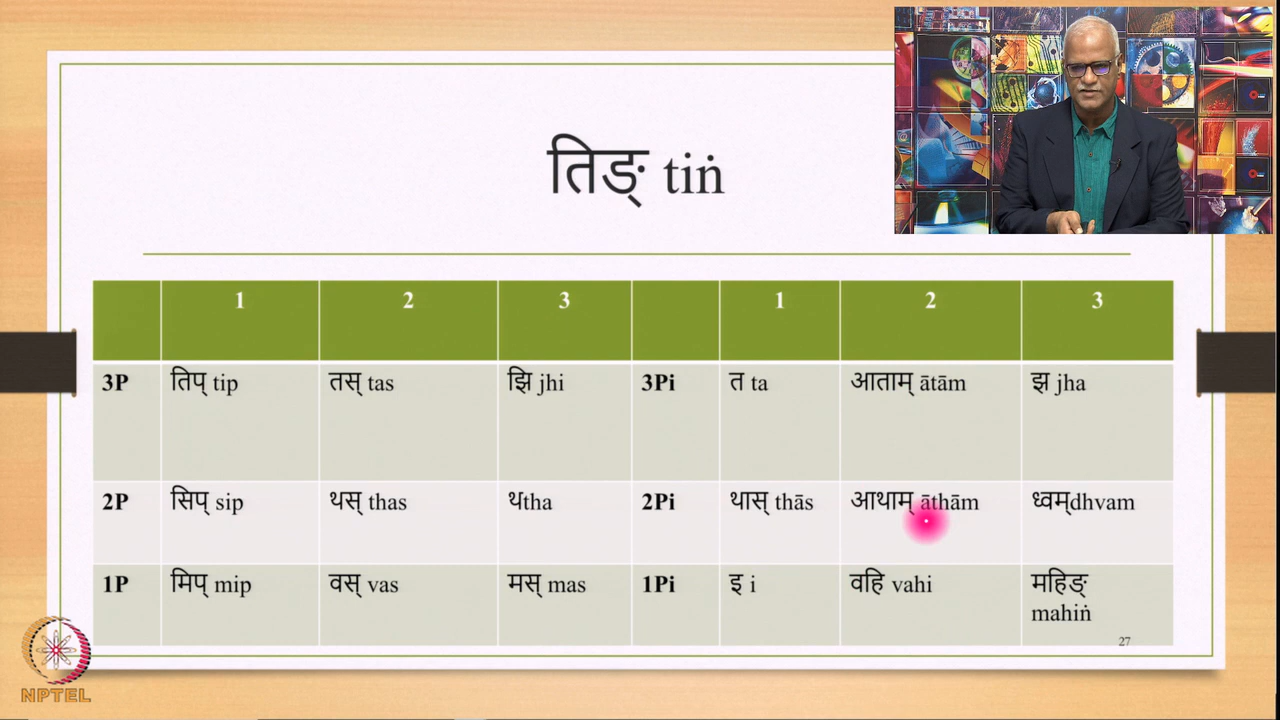 तिङ् tiṅ
1 2 3 1 2 3
3P तिप् tip तस् tas झि jhi 3Pi त ta आताम् ātām झ jha
2P सिप् sip थस् thas थtha 2Pi थास् thās आथाम् āthām ध्वम्dhvam
1P मिप् mip वस् vas मस् mas 1Pi इ i वहि vahi महिङ्
mahiṅ
27
NPTEL